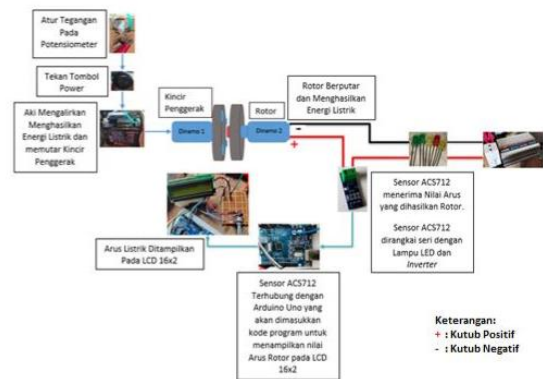 Atur Tegangan
Pada
Potensiometer
Tekan Tombol
Power
Aki Mengalirkan
Menghasilkan
Energi Listrik dan
memutar Kincir
Penggerak
Kincir
Penggerak
Dinamo 1
Rotor
Dinamo 2
Rotor Berputar
dan Menghasilkan
Energi Listrik
-
+
Sensor ACS712
menerima Nilai Arus
yang dihasilkan Rotor.
Sensor ACS712
dirangkai seri dengan
Lampu LED dan
Inverter
Arus Listrik Ditampilkan
Pada LCD 16x2
Sensor ACS712
Terhubung dengan
Arduino Uno yang
akan dimasukkan
kode program untuk
menampilkan nilai
Arus Rotor pada LCD
16x2
Keterangan:
+ : Kutub Positif
- : Kutub Negatif